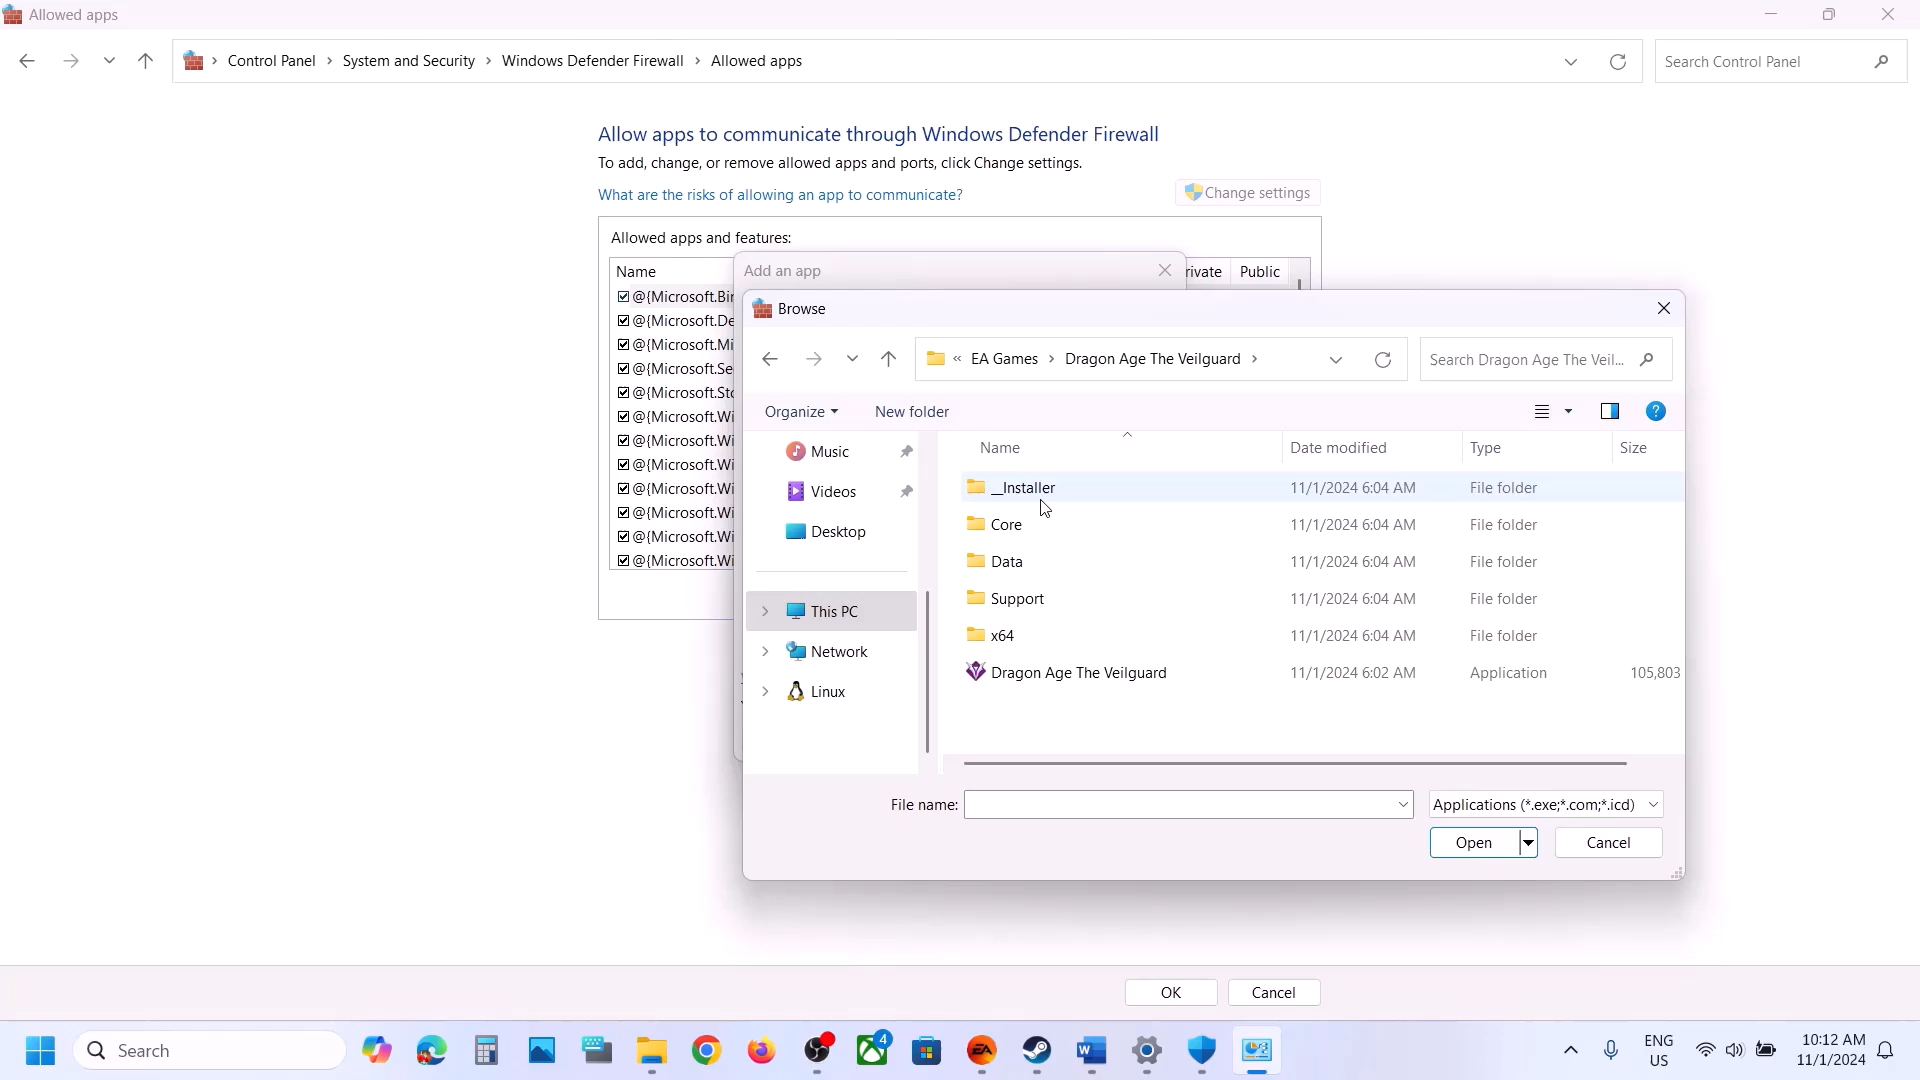 Allowed apps
Control Panel > System and Security > Windows Defender Firewall > Allowed apps
Search Control Panel
Allow apps to communicate through Windows Defender Firewall
To add, change, or remove allowed apps and ports, click Change settings.
What are the risks of allowing an app to communicate?
Change settings
Allowed apps and features:
Name
rivate
Public
@{Microsoft.Bin
@{Microsoft.De
@{Microsoft.Mi
@{Microsoft.Se
@{Microsoft.Sto
@{Microsoft.Wi
@{Microsoft.Wi
@{Microsoft.Wi
@{Microsoft.Wi
@{Microsoft.Wi
@{Microsoft.Wi
@{Microsoft.Wi
Add an app
Browse
« EA Games > Dragon Age The Veilguard >
Search Dragon Age The Veil...
Organize
New folder
Music
Videos
Desktop
This PC
Network
Linux
Name Date modified Type Size
__Installer 11/1/2024 6:04 AM File folder
Core 11/1/2024 6:04 AM File folder
Data 11/1/2024 6:04 AM File folder
Support 11/1/2024 6:04 AM File folder
x64 11/1/2024 6:04 AM File folder
Dragon Age The Veilguard 11/1/2024 6:02 AM Application 105,803
File name:
Applications (*.exe;*.com;*.icd)
Open
Cancel
OK
Cancel
Search
4
EA
ENG
US
10:12 AM
11/1/2024